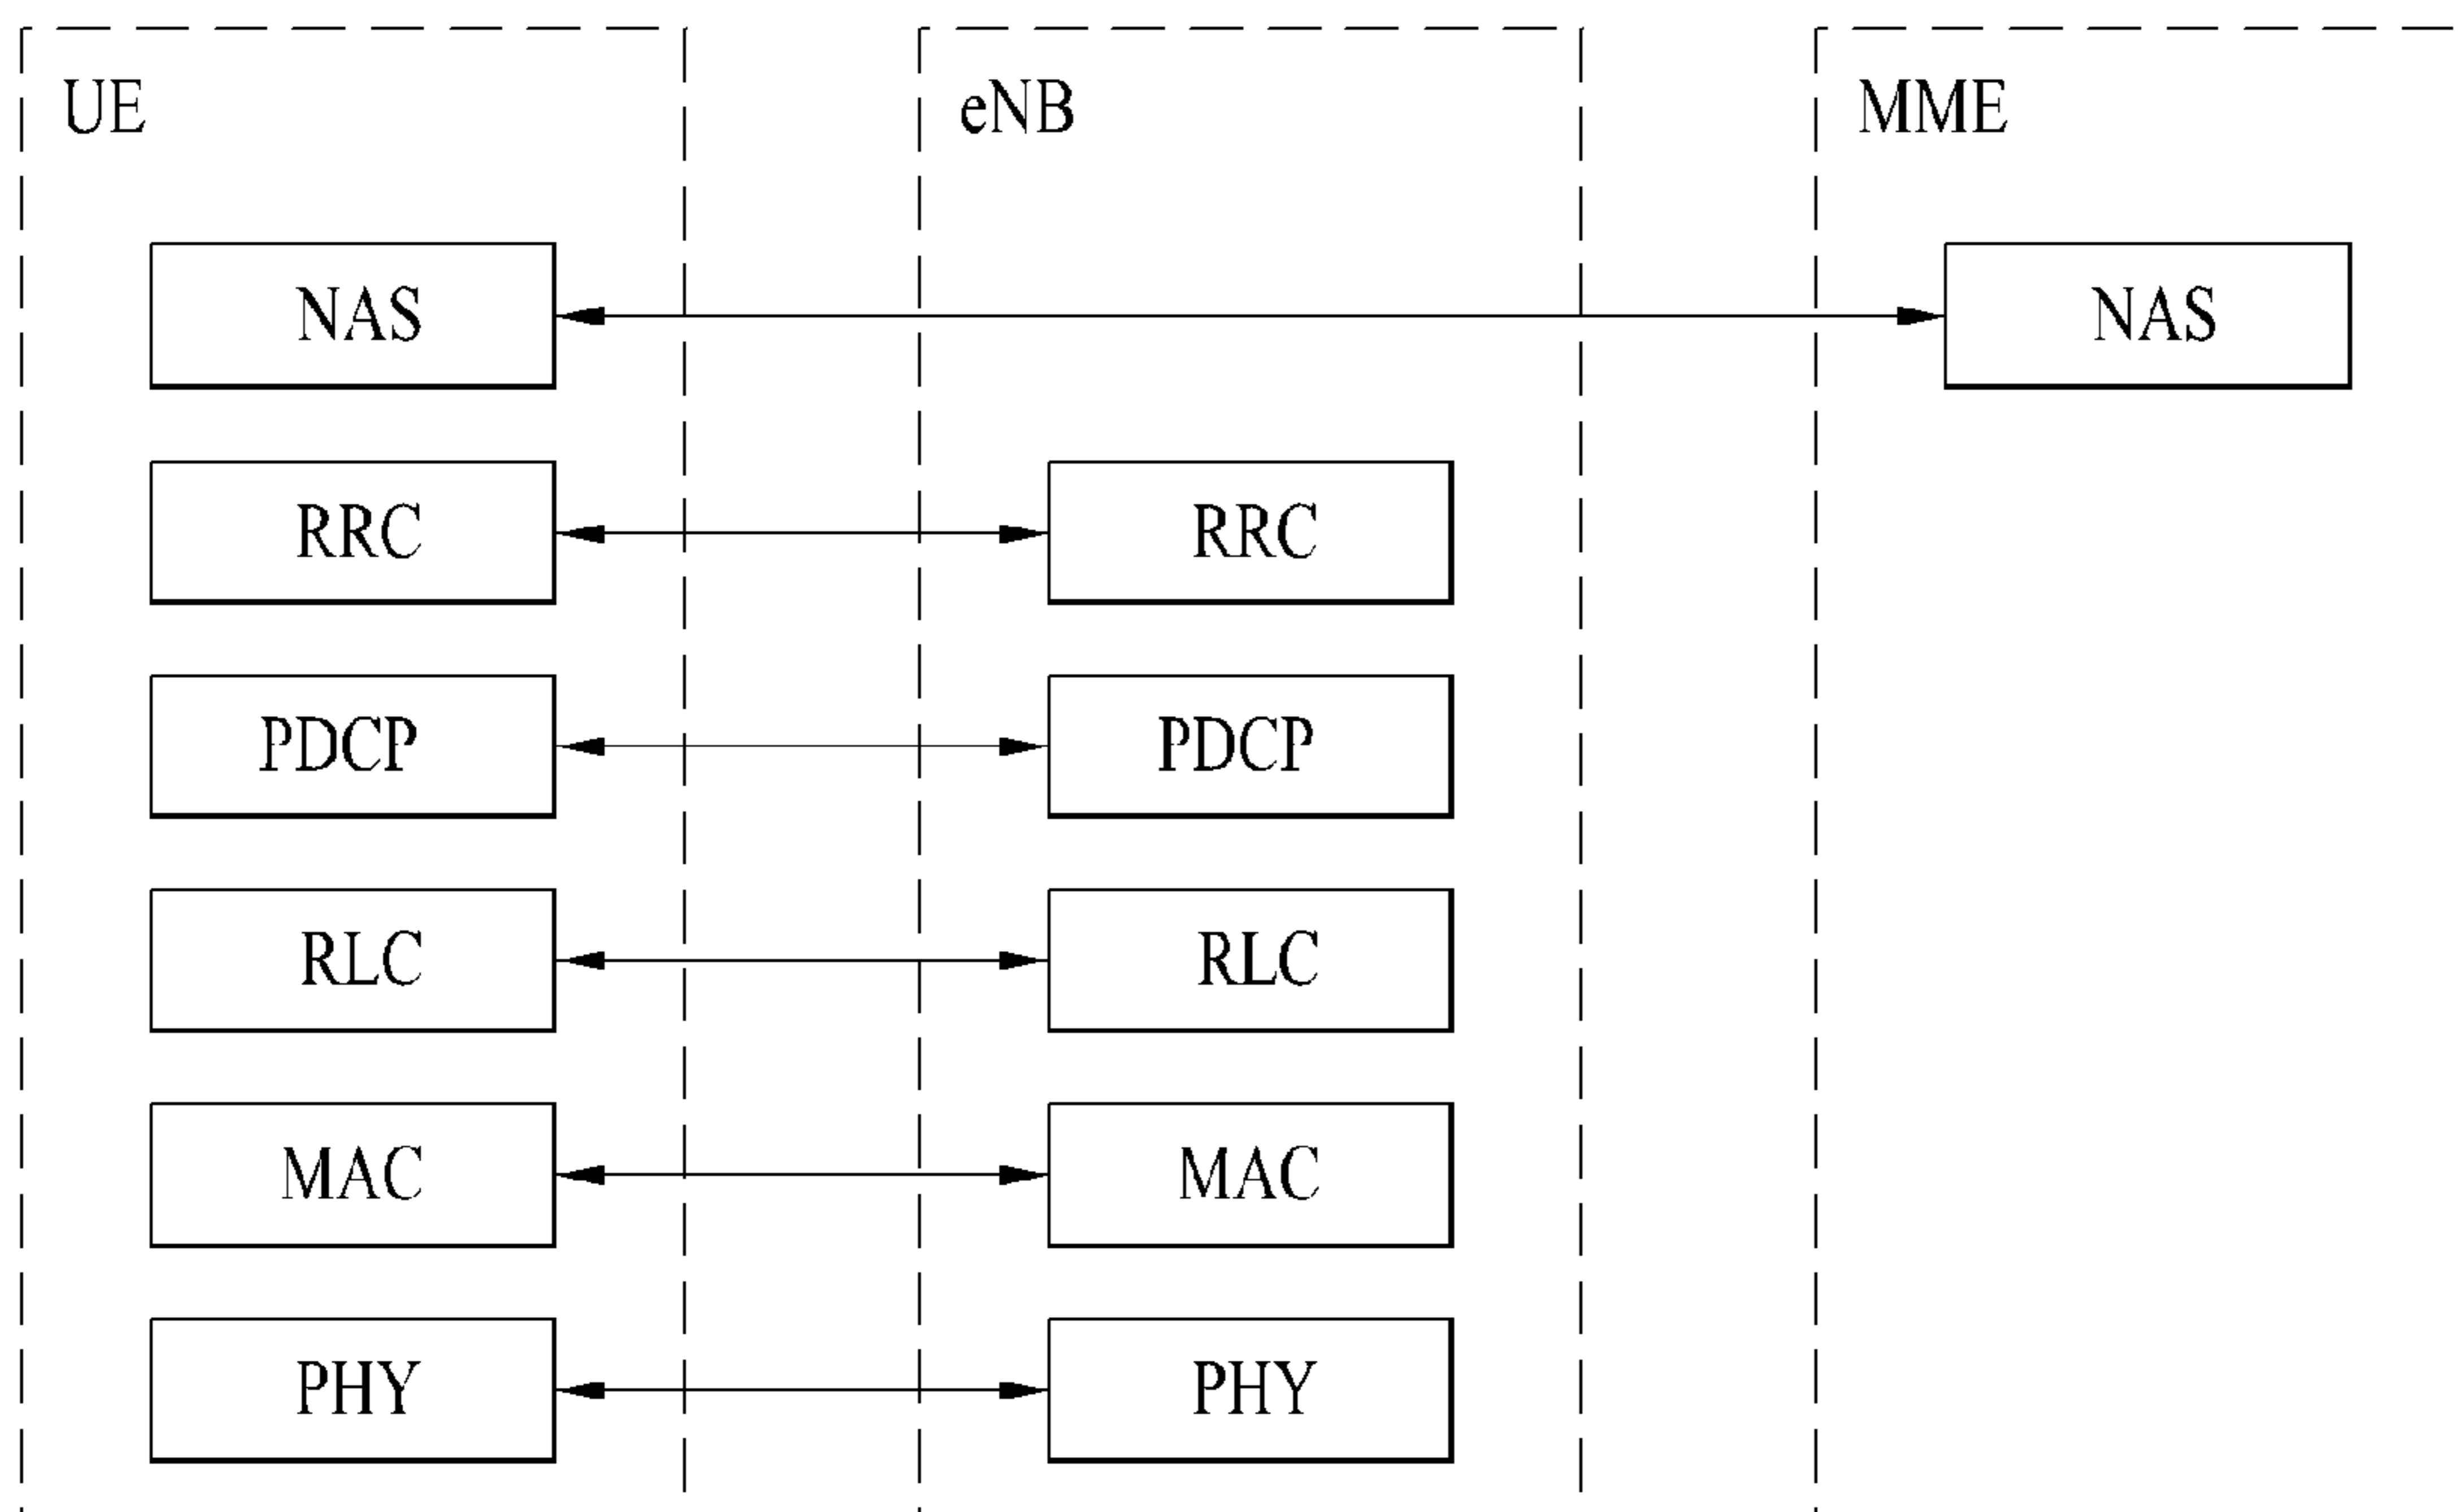 UE eNB MME
NAS NAS
RRC RRC
PDCP PDCP
RLC RLC
MAC MAC
PHY PHY